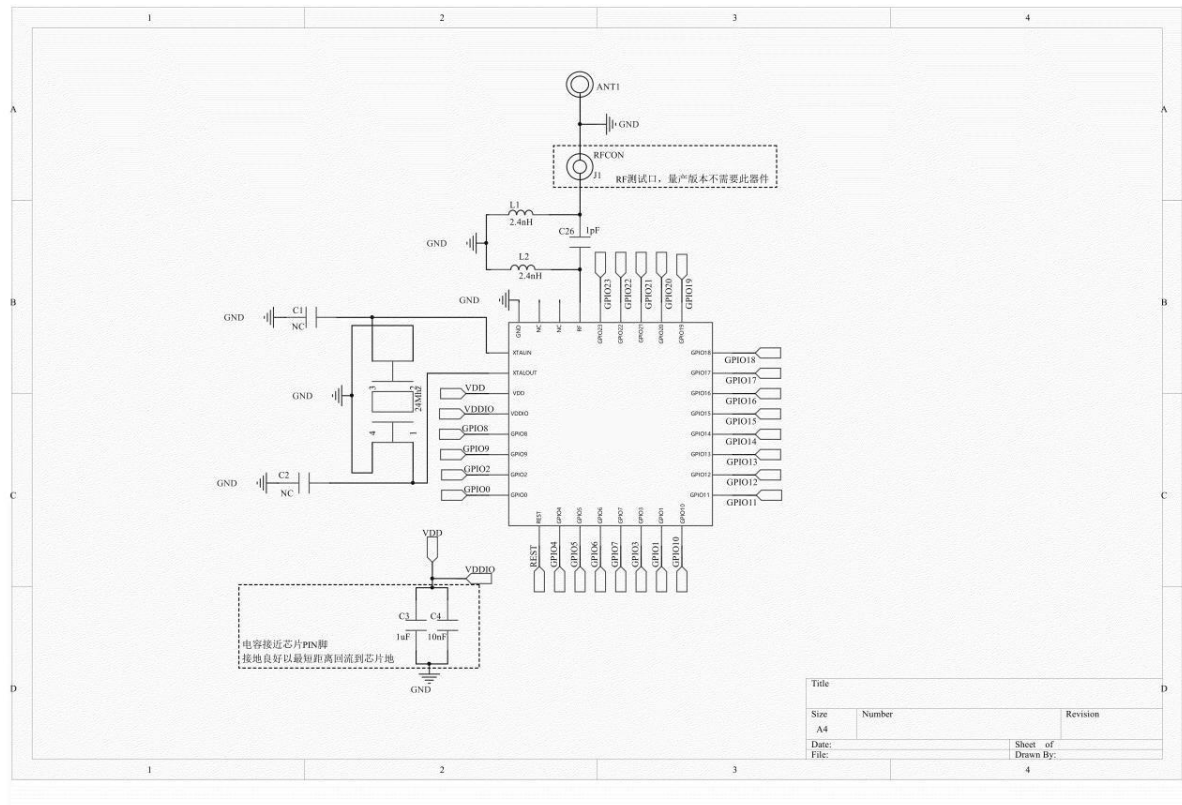 1 2 3 4
A A
ANT1
GND
RFCON
J1
RF测试口，量产版本不需要此器件
L1
2.4nH
C26 1pF
GND
L2
2.4nH
GPIO23 GPIO22 GPIO21 GPIO20 GPIO19
B B
GND
GND C1
NC
GND NC NC RF GPIO23 GPIO22 GPIO21 GPIO20 GPIO19
XTALIN GPIO18 GPIO18
XTALOUT GPIO17 GPIO17
VDD VDD GPIO16 GPIO16
VDDIO VDDIO GPIO15 GPIO15
GPIO8 GPIO8 GPIO14 GPIO14
GPIO9 GPIO9 GPIO13 GPIO13
GPIO2 GPIO2 GPIO12 GPIO12
GPIO0 GPIO0 GPIO11 GPIO11
3 2
GND
24Mhz
4 1
GND C2
NC
C C
REST GPIO4 GPIO5 GPIO6 GPIO7 GPIO3 GPIO1 GPIO10
REST GPIO4 GPIO5 GPIO6 GPIO7 GPIO3 GPIO1 GPIO10
VDD
VDDIO
C3 C4
1uF 10nF
电容接近芯片PIN脚
接地良好以最短距离回流到芯片地
GND
D D
Title
Size Number Revision
A4
Date: Sheet of
File: Drawn By:
1 2 3 4